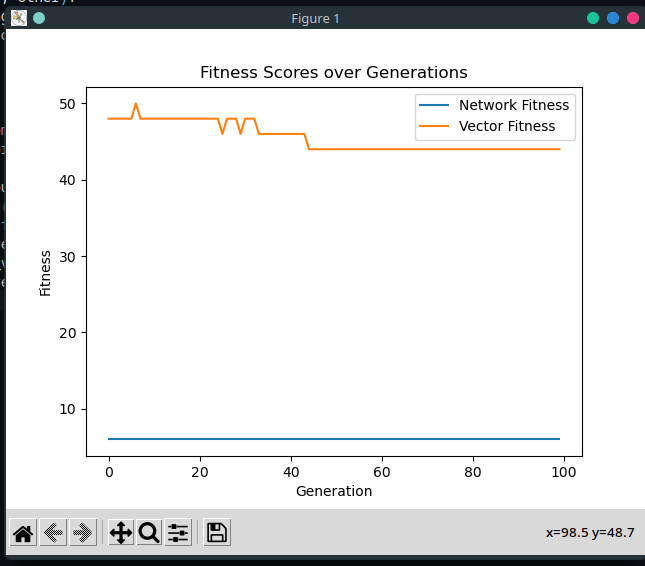 Figure 1
Fitness Scores over Generations
Network Fitness
Vector Fitness
50
40
30
20
10
Fitness
0 20 40 60 80 100
Generation
x=98.5 y=48.7